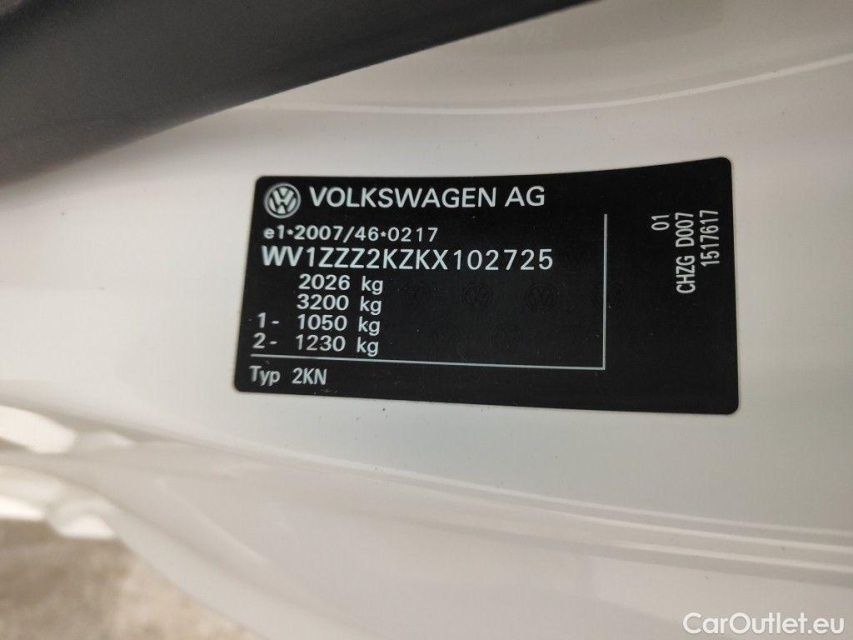 VOLKSWAGEN AG
e1*2007/46*0217
WV1ZZZ2KZKX102725
2026 kg
3200 kg
1- 1050 kg
2- 1230 kg
Typ 2KN
01
CHZG D007
1517617
CarOutlet.eu